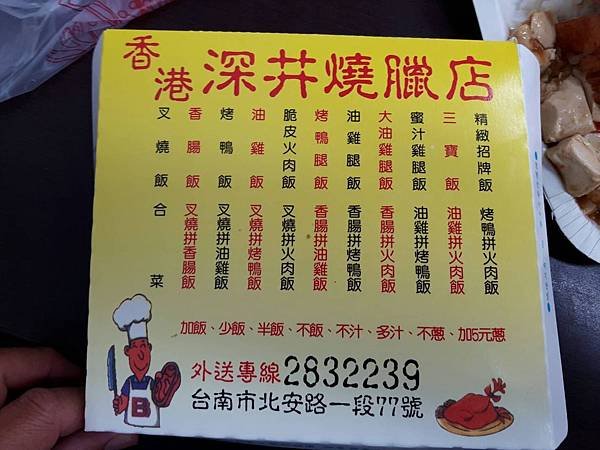 香港深井燒臘店
精緻招牌飯
三寶飯
蜜汁雞腿飯
大油雞腿飯
油雞腿飯
烤鴨腿飯
脆皮火肉飯
油雞飯
烤鴨飯
香腸飯
叉燒飯
烤鴨拼火肉飯
油雞拼火肉飯
油雞拼烤鴨飯
香腸拼火肉飯
香腸拼烤鴨飯
香腸拼油雞飯
叉燒拼火肉飯
叉燒拼烤鴨飯
叉燒拼油雞飯
叉燒拼香腸飯
合菜
加飯、少飯、半飯、不飯、不汁、多汁、不蔥、加5元蔥
外送專線2832239
台南市北安路一段77號
B